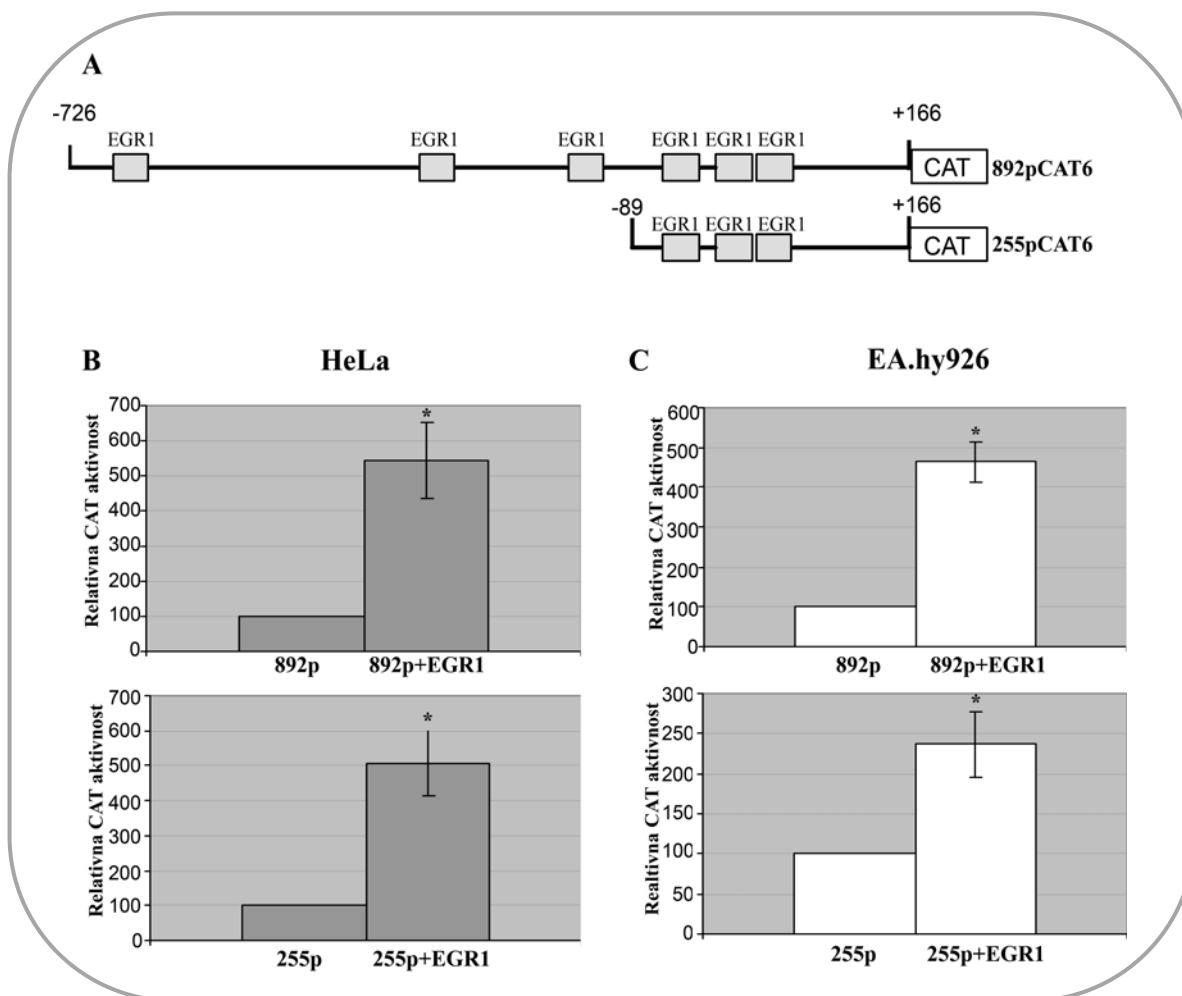 A
-726
+166
EGR1 EGR1 EGR1 EGR1 EGR1 EGR1
CAT 892pCAT6
-89
+166
EGR1 EGR1 EGR1
CAT 255pCAT6
B HeLa
Relativna CAT aktivnost
700
600
500
400
300
200
100
0
*
892p 892p+EGR1
Relativna CAT aktivnost
700
600
500
400
300
200
100
0
*
255p 255p+EGR1
C EA.hy926
Relativna CAT aktivnost
600
500
400
300
200
100
0
*
892p 892p+EGR1
Realtivna CAT aktivnost
300
250
200
150
100
50
0
*
255p 255p+EGR1